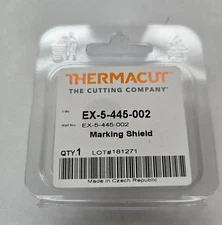 THERMACUT
THE CUTTING COMPANY
EX-5-445-002
EX-5-445-002
Marking Shield
QTY.1 LOT#181271
Made in Czech Republic